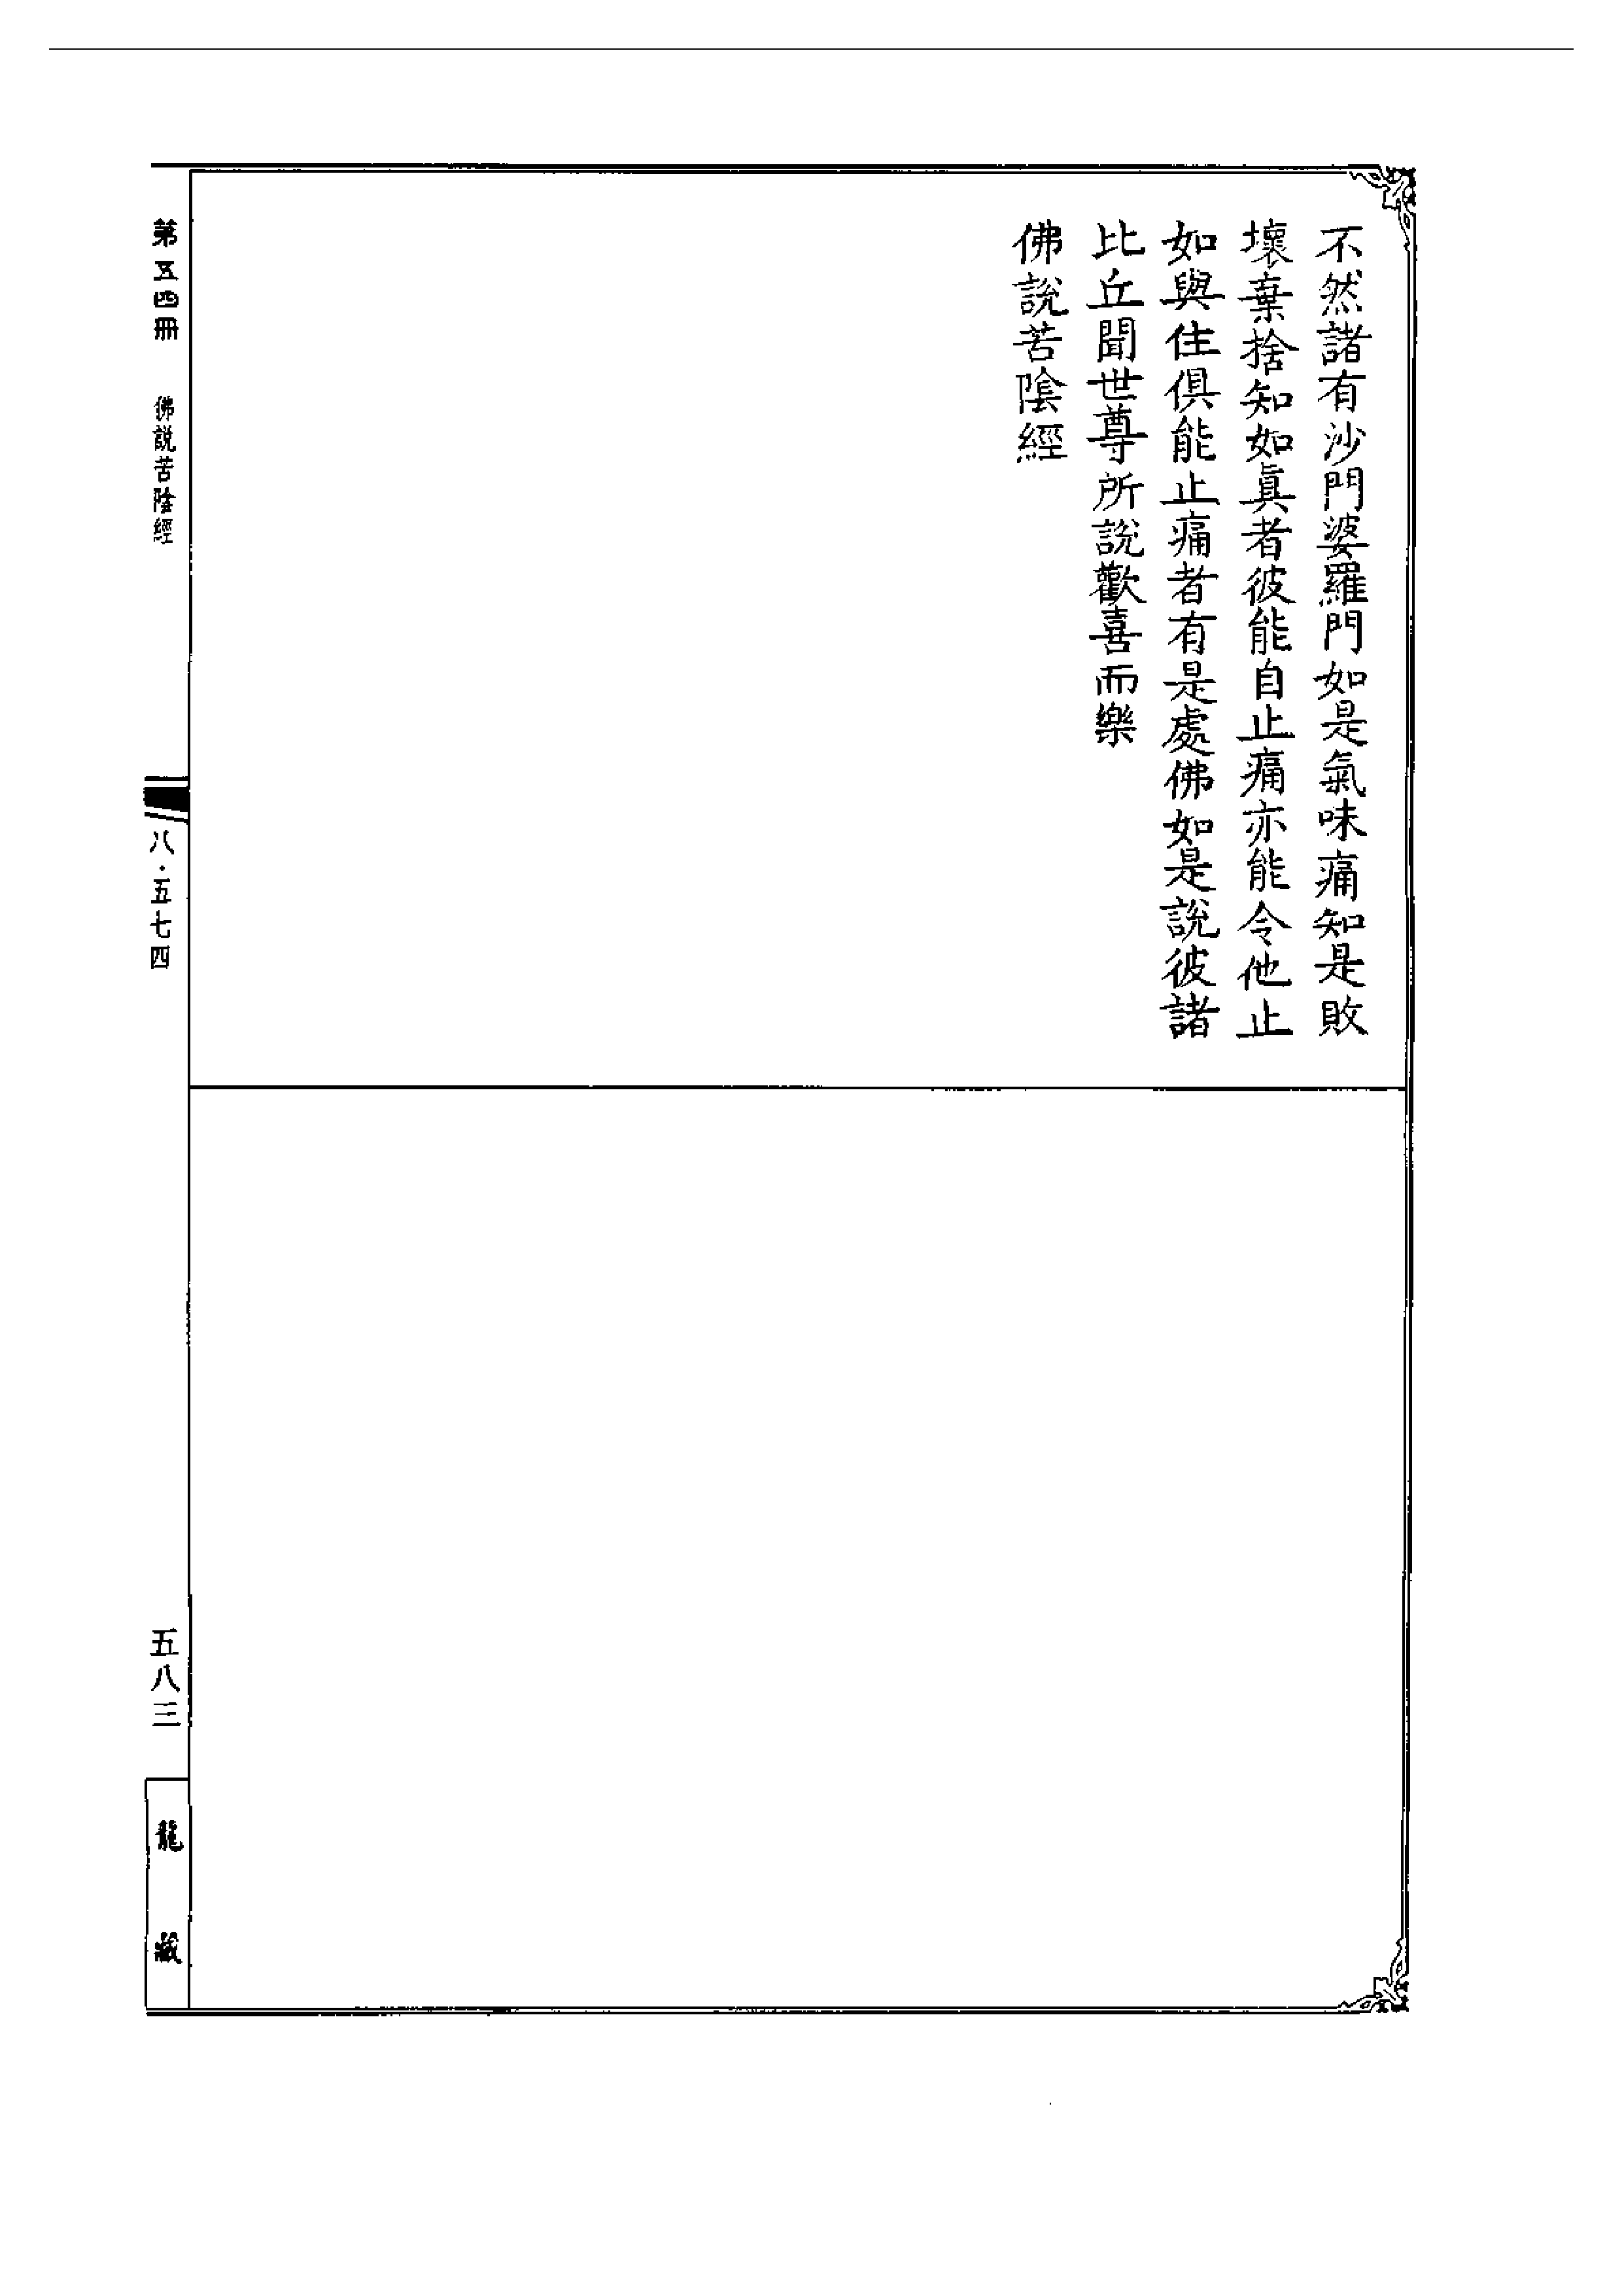 不然諸有沙門婆羅門如是氣味痛知是敗
壞棄捨知如眞者彼能自止痛亦能令他止
如與住俱能止痛者有是處佛如是說彼諸
比丘聞世尊所說歡喜而樂
佛說苦陰經
第五四冊 佛說苦陰經
八·五七四
五八三
龍藏